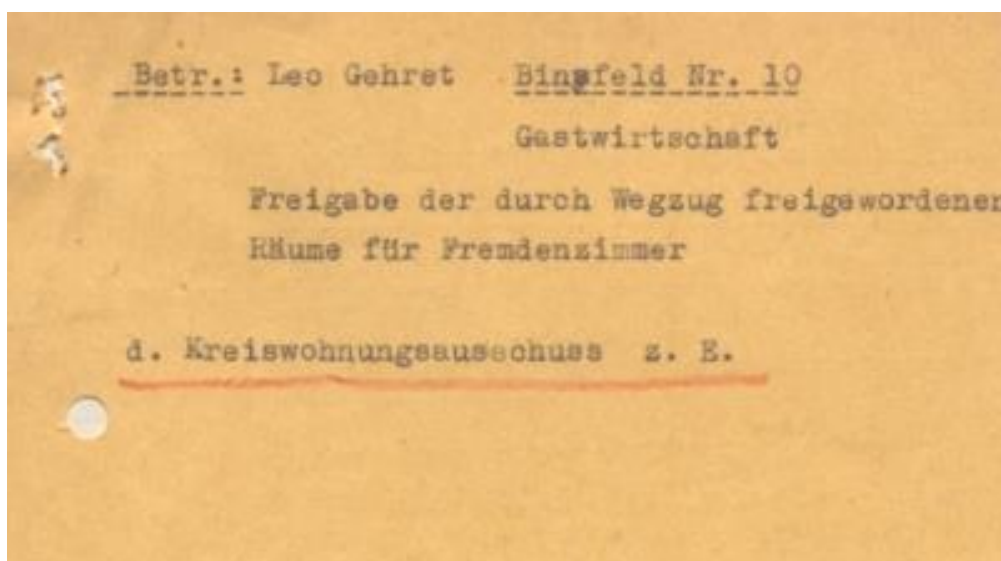 Betr.: Leo Gehret Bingfeld Nr. 10
Gastwirtschaft
Freigabe der durch Wegzug freigewordenen
Räume für Fremdenzimmer
d. Kreiswohnungsausschuss z. E.